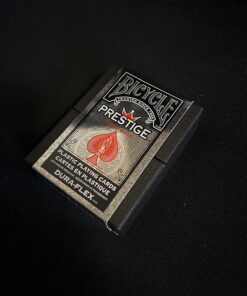 BICYCLE
PRESTIGE
PLASTIC PLAYING CARDS
CARTES EN PLASTIQUE
DURA-FLEX